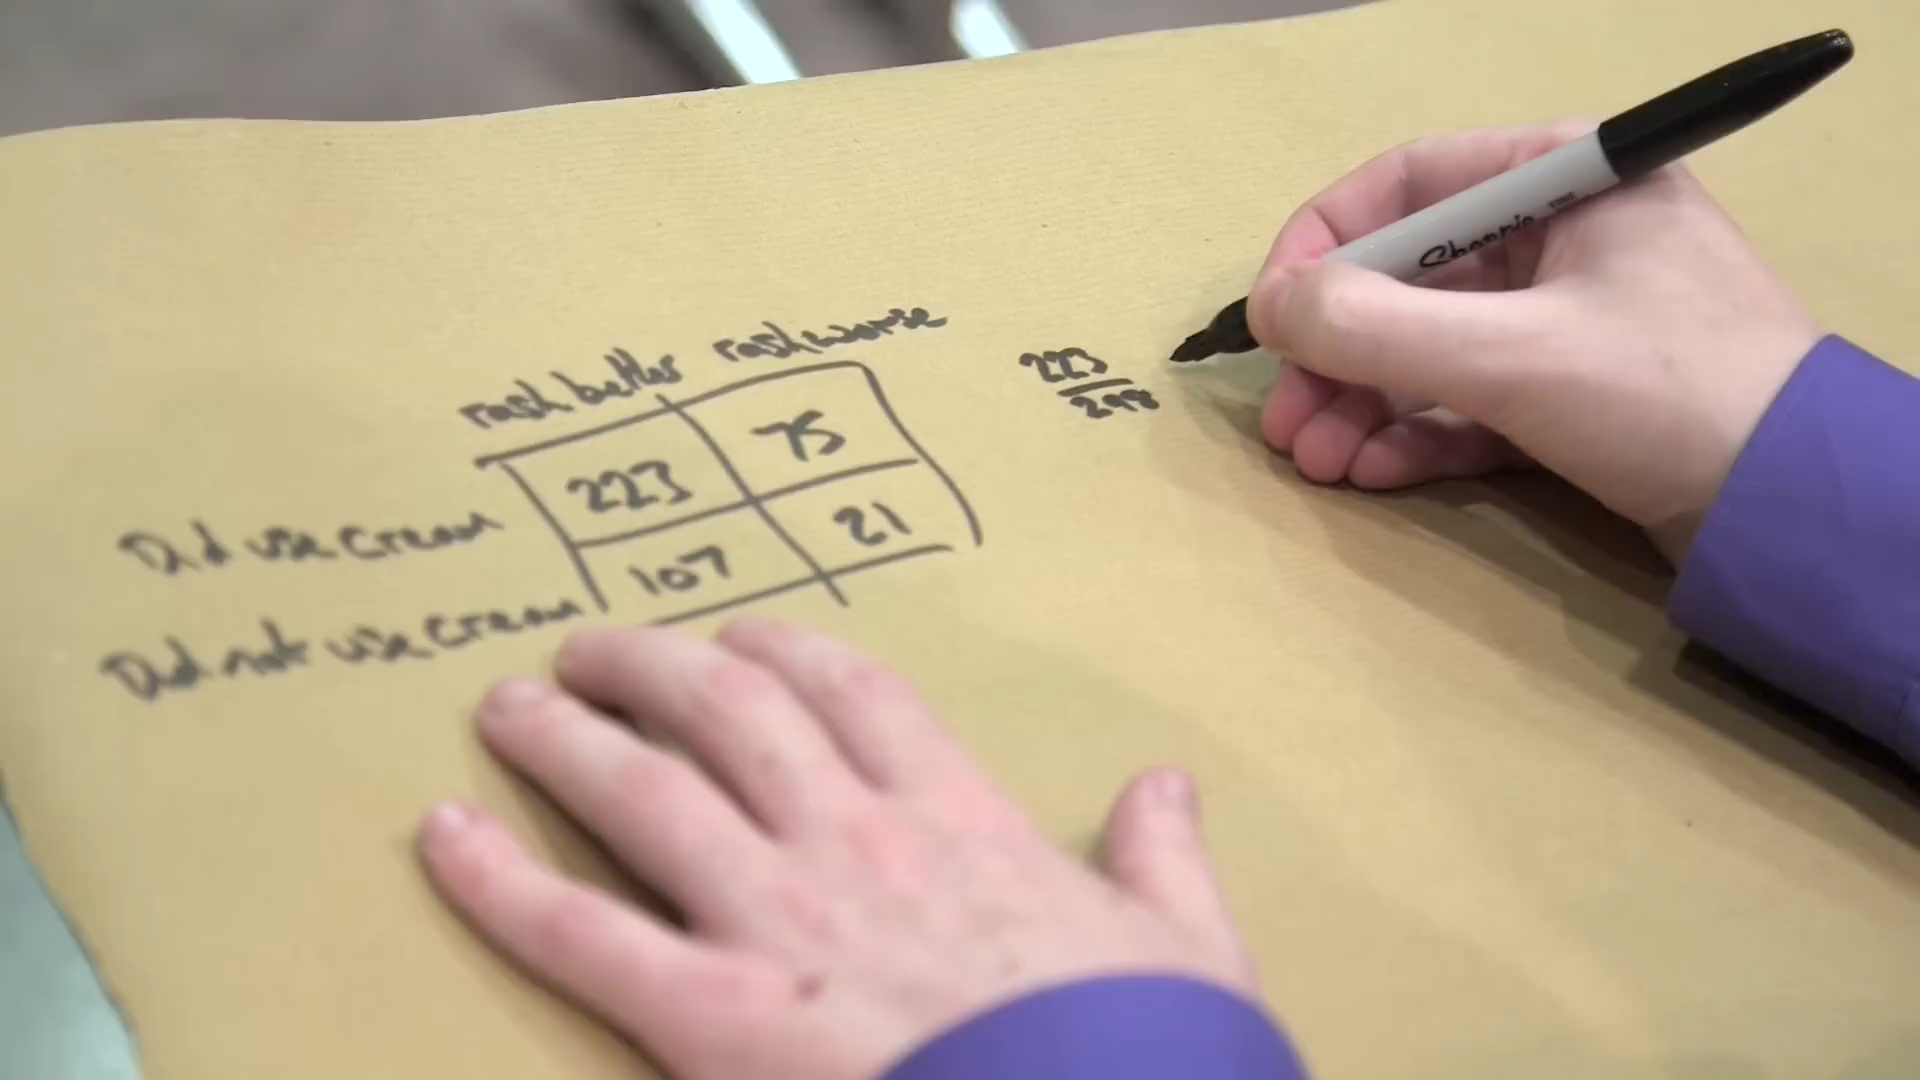 rash better rash worse
Did use cream 223 75
Did not use cream 107 21
223
298
Sharpie